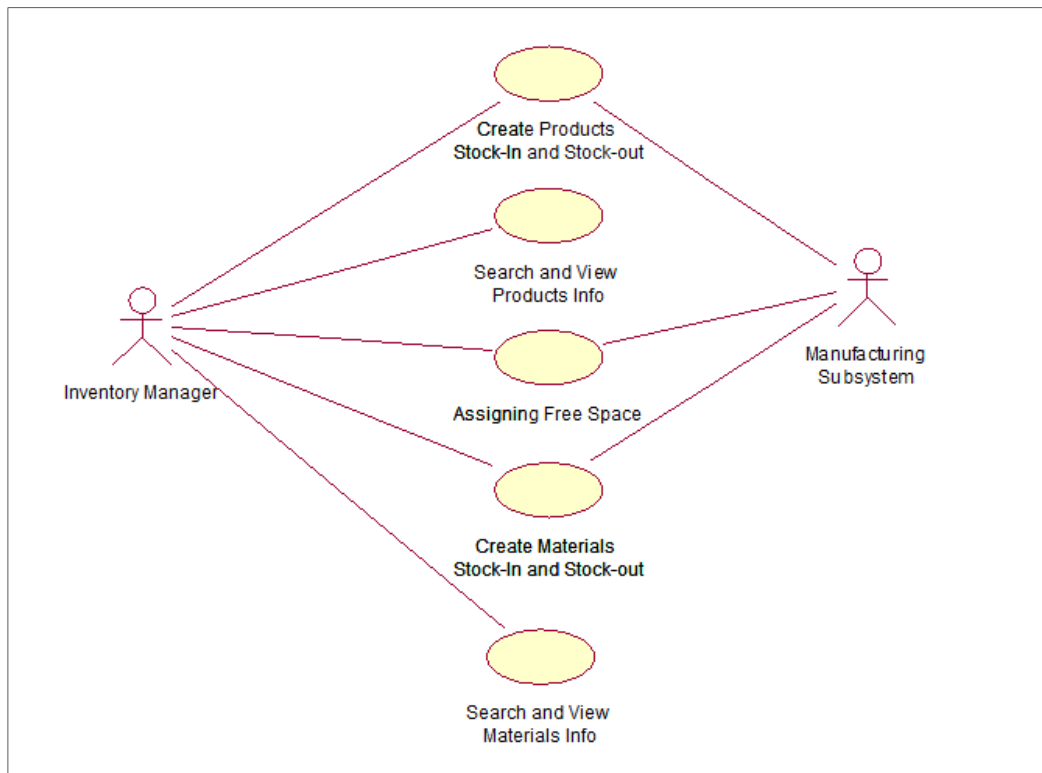 Create Products
Stock-In and Stock-out
Search and View
Products Info
Inventory Manager
Manufacturing
Subsystem
Assigning Free Space
Create Materials
Stock-In and Stock-out
Search and View
Materials Info